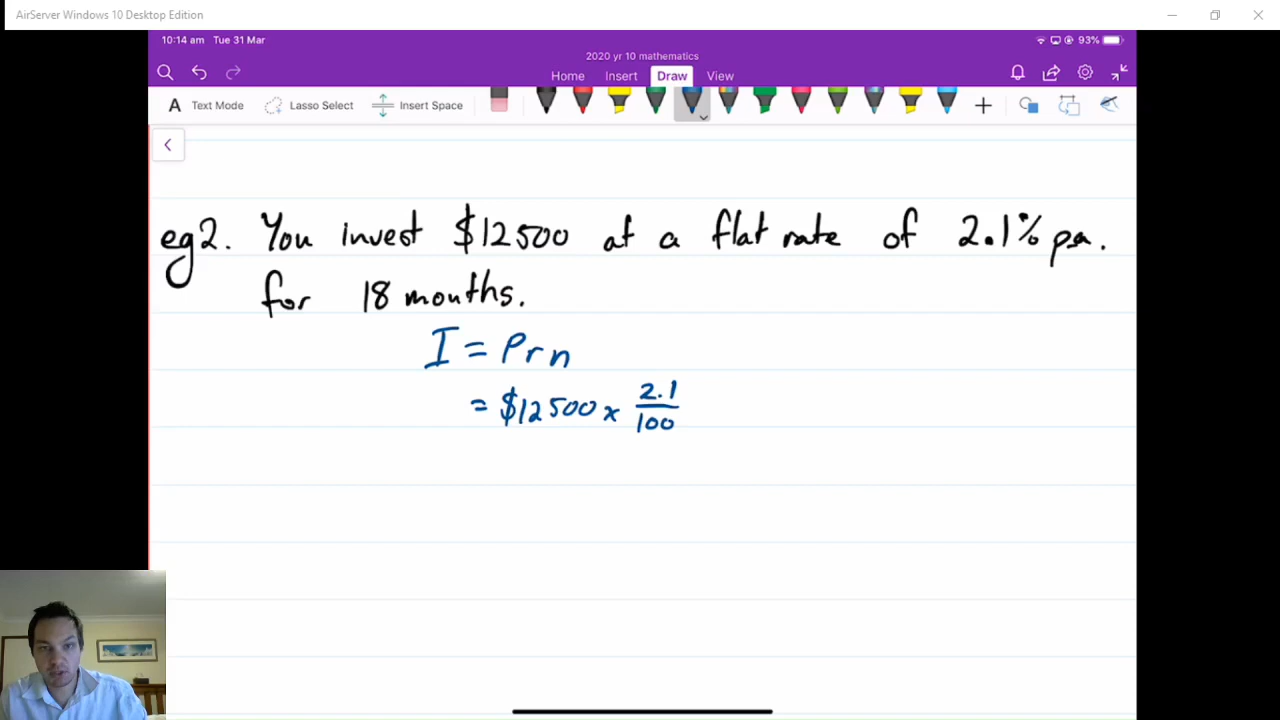 AirServer Windows 10 Desktop Edition
10:14 am Tue 31 Mar
93%
2020 yr 10 mathematics
Home Insert Draw View
A Text Mode Lasso Select Insert Space
eg2. You invest $12500 at a flat rate of 2.1% pa.
for 18 months.
I = Prn
= $12500 × 2.1/100